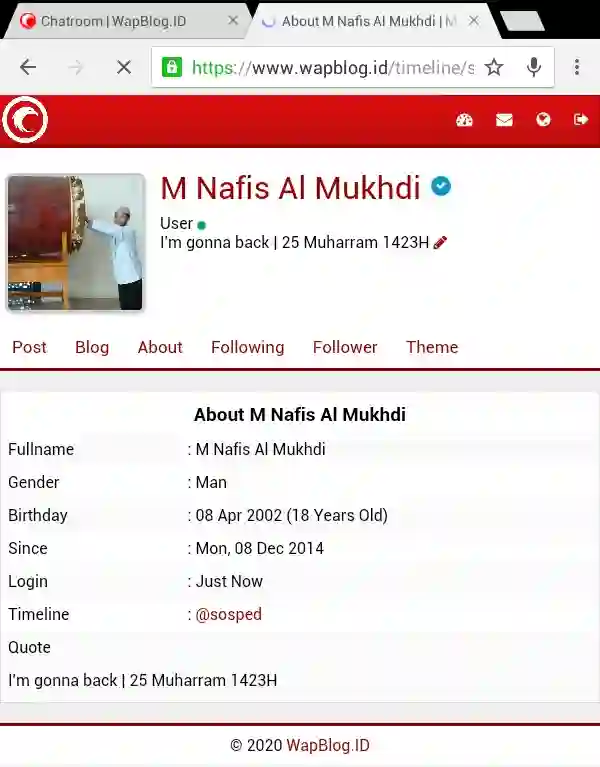 Chatroom | WapBlog.ID
About M Nafis Al Mukhdi | M
https://www.wapblog.id/timeline/s
M Nafis Al Mukhdi
User
I'm gonna back | 25 Muharram 1423H
Post Blog About Following Follower Theme
About M Nafis Al Mukhdi
Fullname : M Nafis Al Mukhdi
Gender : Man
Birthday : 08 Apr 2002 (18 Years Old)
Since : Mon, 08 Dec 2014
Login : Just Now
Timeline : @sosped
Quote
I'm gonna back | 25 Muharram 1423H
© 2020 WapBlog.ID